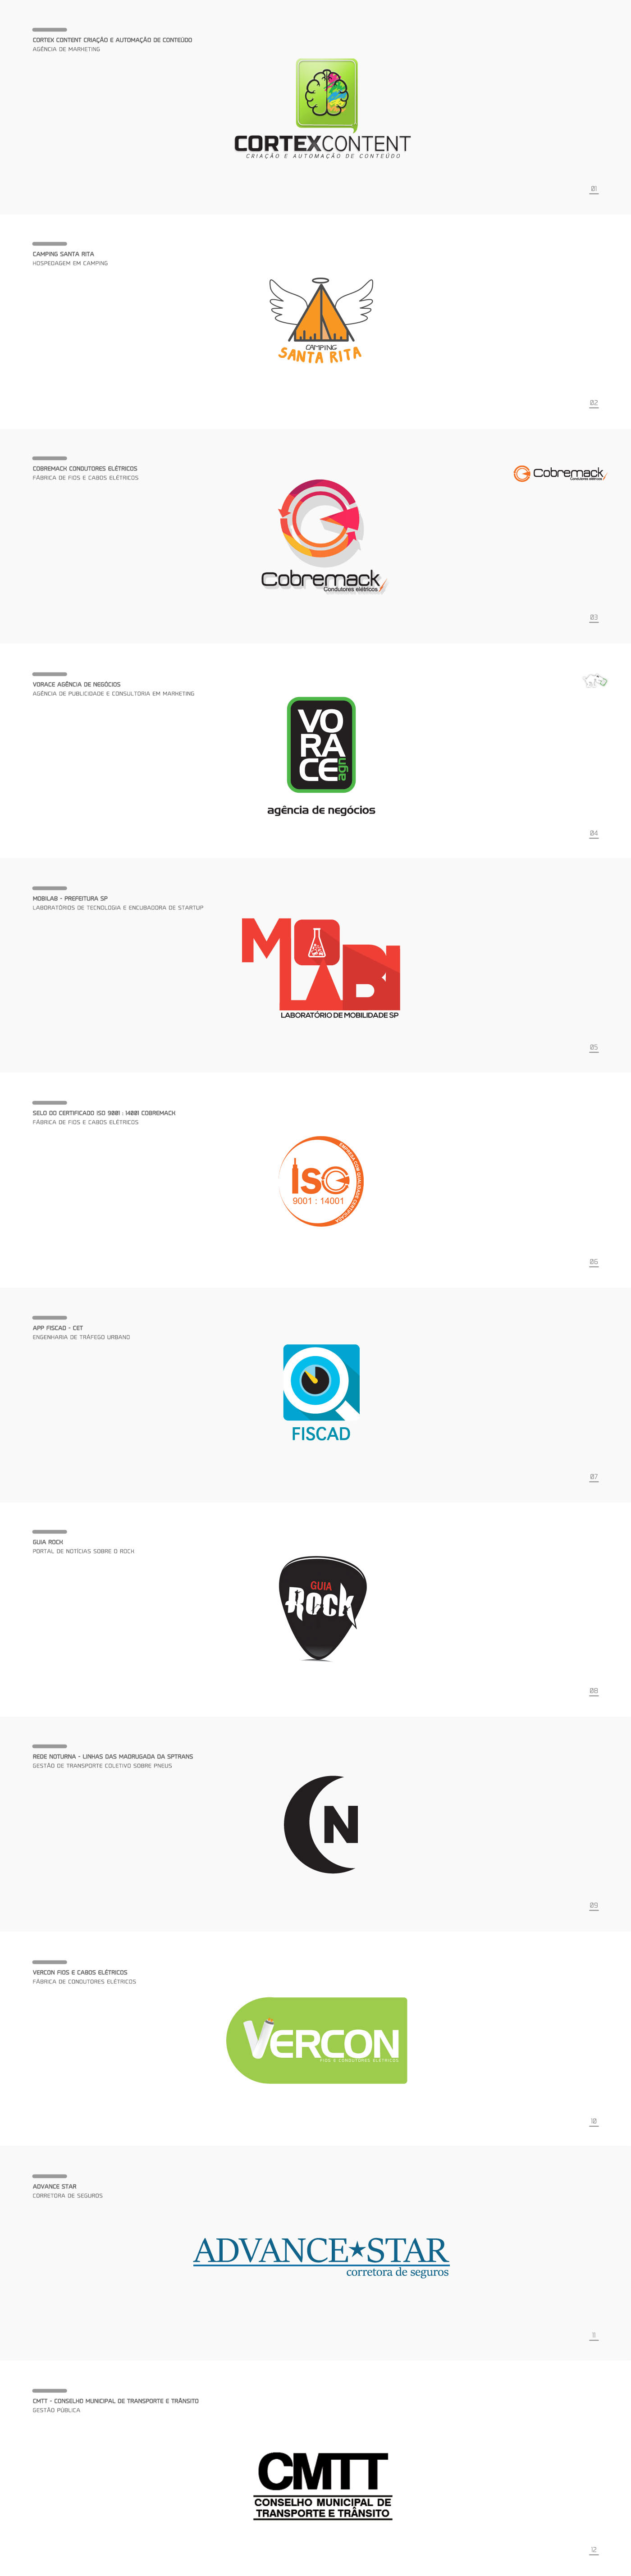 CORTEX CONTENT CRIAÇÃO E AUTOMAÇÃO DE CONTEÚDO
AGÊNCIA DE MARKETING
CORTEXCONTENT
CRIAÇÃO E AUTOMAÇÃO DE CONTEÚDO
01
CAMPING SANTA RITA
HOSPEDAGEM EM CAMPING
CAMPING
SANTA RITA
02
COBREMACK CONDUTORES ELÉTRICOS
FÁBRICA DE FIOS E CABOS ELÉTRICOS
Cobremack
Condutores elétricos
Cobremack
Condutores elétricos
03
VORACE AGÊNCIA DE NEGÓCIOS
AGÊNCIA DE PUBLICIDADE E CONSULTORIA EM MARKETING
VO
RA
CE
agn
agência de negócios
04
MOBILAB - PREFEITURA SP
LABORATÓRIOS DE TECNOLOGIA E ENCUBADORA DE STARTUP
MOBI
LAB
LABORATÓRIO DE MOBILIDADE SP
05
SELO DO CERTIFICADO ISO 9001 : 14001 COBREMACK
FÁBRICA DE FIOS E CABOS ELÉTRICOS
ISO
9001 : 14001
EMPRESA COM QUALIDADE CERTIFICADA
06
APP FISCAD - CET
ENGENHARIA DE TRÁFEGO URBANO
FISCAD
07
GUIA ROCK
PORTAL DE NOTÍCIAS SOBRE O ROCK
GUIA
Rock
08
REDE NOTURNA - LINHAS DAS MADRUGADA DA SPTRANS
GESTÃO DE TRANSPORTE COLETIVO SOBRE PNEUS
N
09
VERCON FIOS E CABOS ELÉTRICOS
FÁBRICA DE CONDUTORES ELÉTRICOS
VERCON
FIOS E CONDUTORES ELÉTRICOS
10
ADVANCE STAR
CORRETORA DE SEGUROS
ADVANCE★STAR
corretora de seguros
11
CMTT - CONSELHO MUNICIPAL DE TRANSPORTE E TRÂNSITO
GESTÃO PÚBLICA
CMTT
CONSELHO MUNICIPAL DE
TRANSPORTE E TRÂNSITO
12